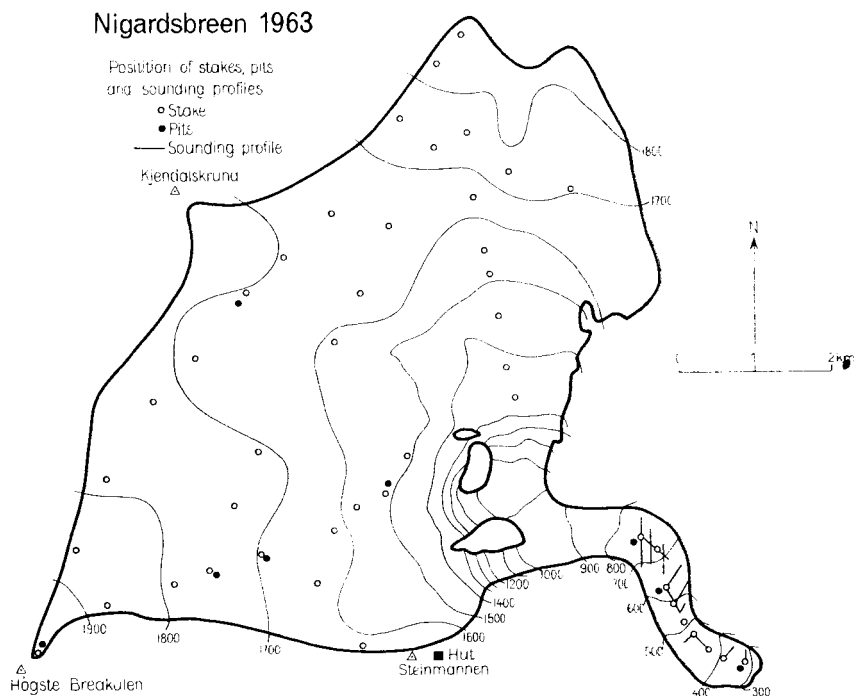 Nigardsbreen 1963
Position of stakes, pits
and sounding profiles
Stake
Pits
Sounding profile
Kjendalskruna
1800
1700
N
0 1 2km
1900
1800
1700
1600
1500
1400
1200
1000
900
800
700
600
500
400
300
Hut
Steinmannen
Högste Breakulen